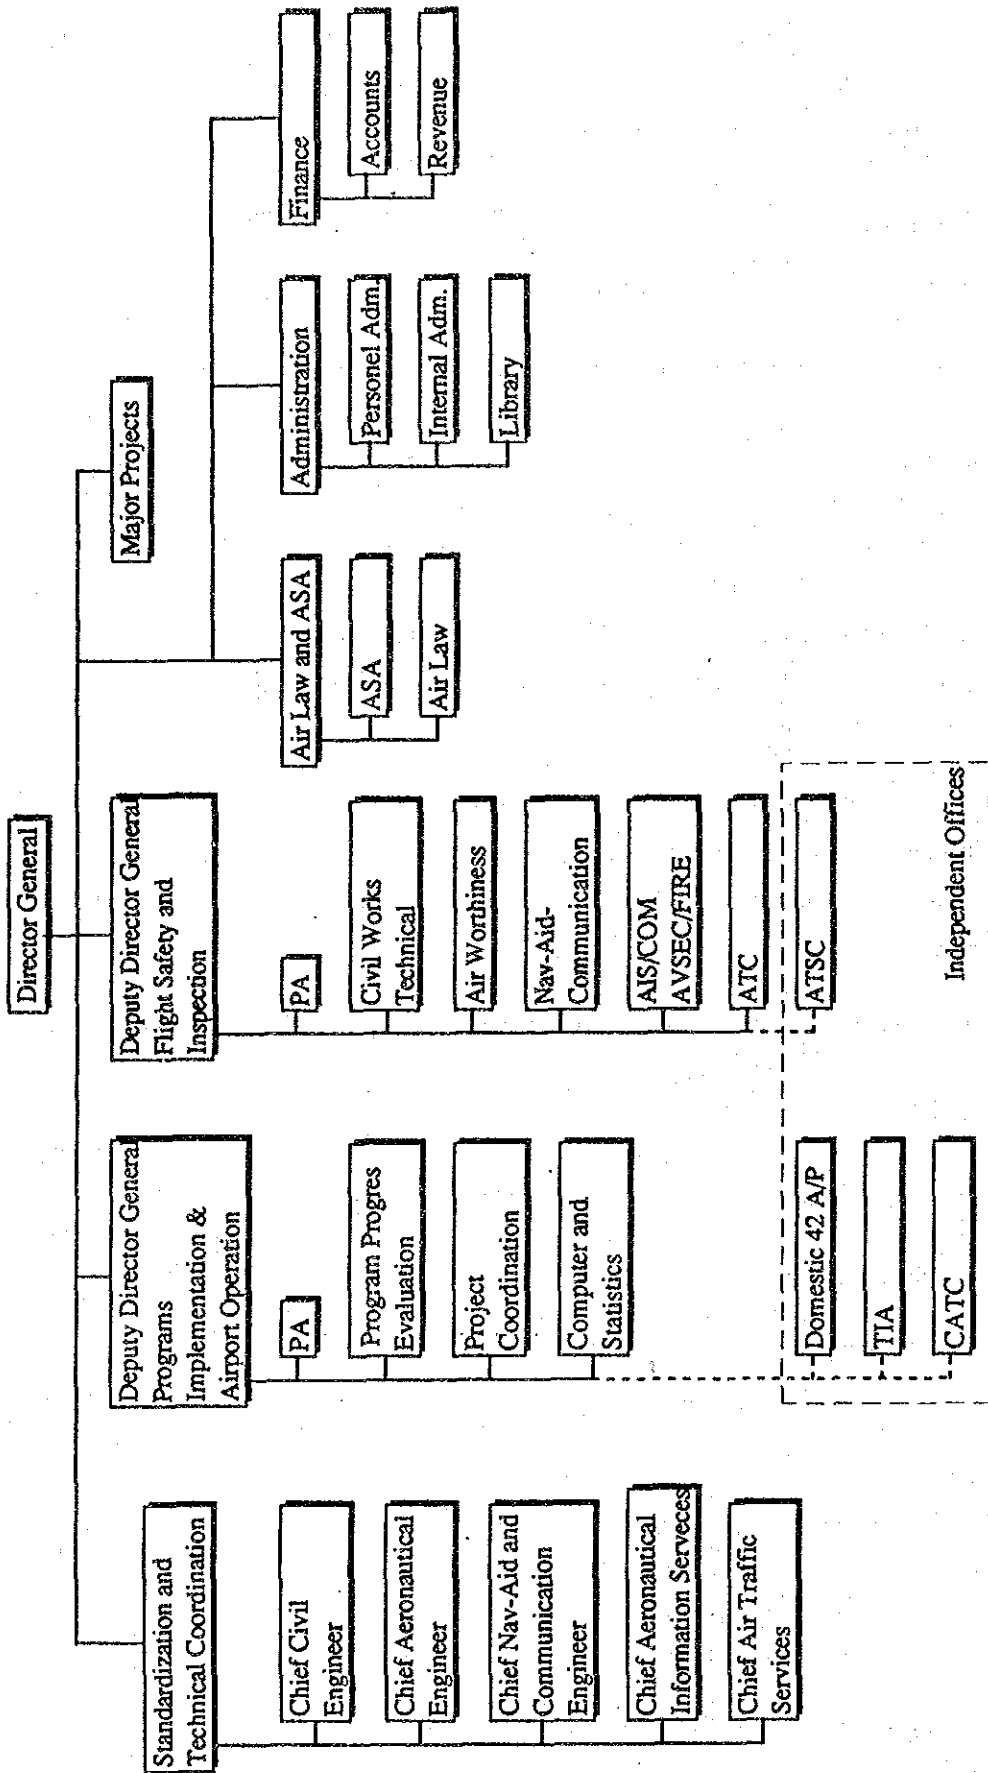 Director General
Standardization and
Technical Coordination
Chief Civil
Engineer
Chief Aeronautical
Engineer
Chief Nav-Aid and
Communication
Engineer
Chief Aeronautical
Information Serveces
Chief Air Traffic
Services
Deputy Director General
Programs
Implementation &
Airport Operation
PA
Program Progres
Evaluation
Project
Coordination
Computer and
Statistics
Domestic 42 A/P
TIA
CATC
Deputy Director General
Flight Safety and
Inspection
PA
Civil Works
Technical
Air Worthiness
Nav-Aid-
Communication
AIS/COM
AVSEC/FIRE
ATC
ATSC
Independent Offices
Major Projects
Air Law and ASA
ASA
Air Law
Administration
Personel Adm.
Internal Adm.
Library
Finance
Accounts
Revenue